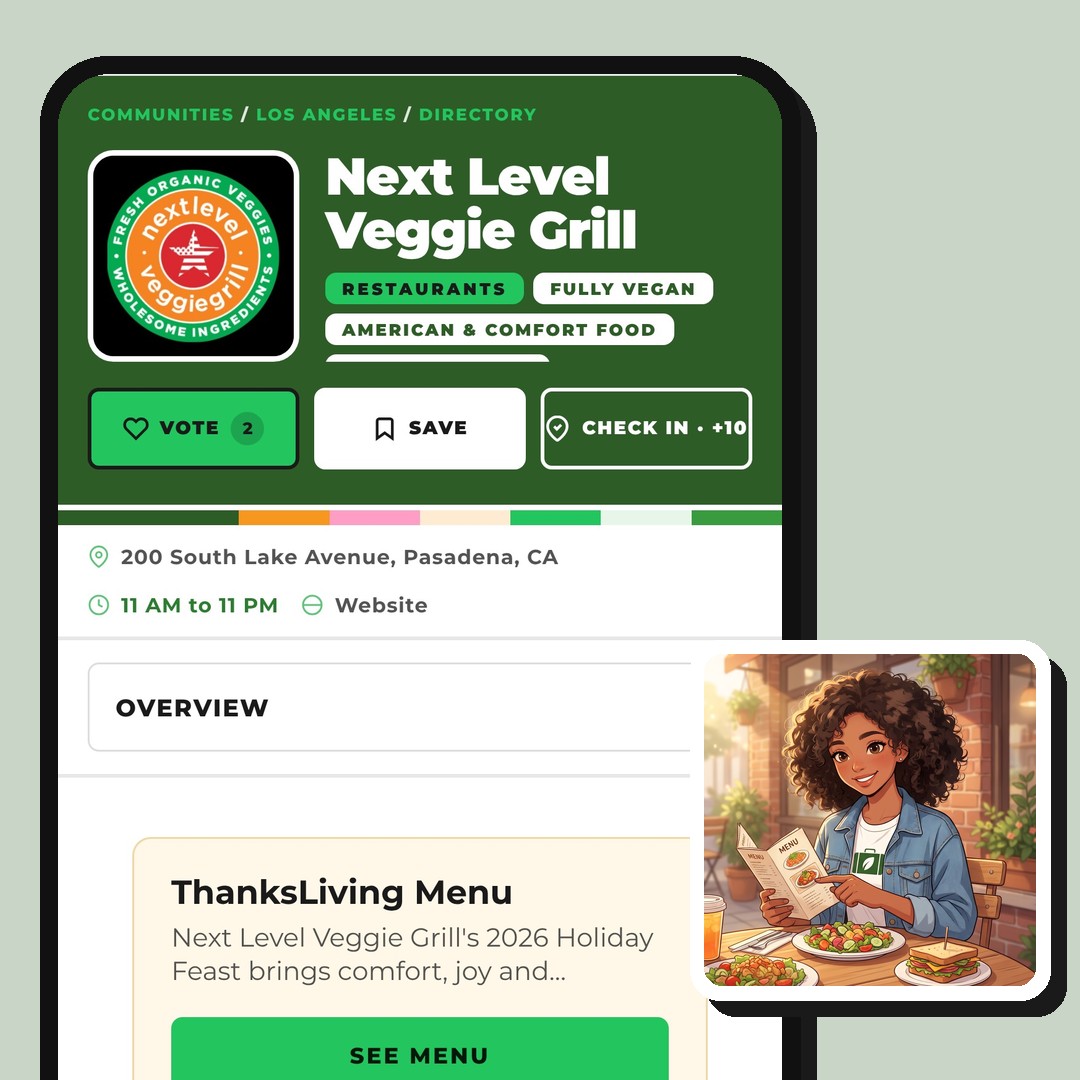 COMMUNITIES / LOS ANGELES / DIRECTORY
FRESH ORGANIC VEGGIES
nextlevel
veggiegrill
WHOLESOME INGREDIENTS
Next Level
Veggie Grill
RESTAURANTS
FULLY VEGAN
AMERICAN & COMFORT FOOD
VOTE 2
SAVE
CHECK IN · +10
200 South Lake Avenue, Pasadena, CA
11 AM to 11 PM
Website
OVERVIEW
MENU
MENU
ThanksLiving Menu
Next Level Veggie Grill's 2026 Holiday
Feast brings comfort, joy and...
SEE MENU